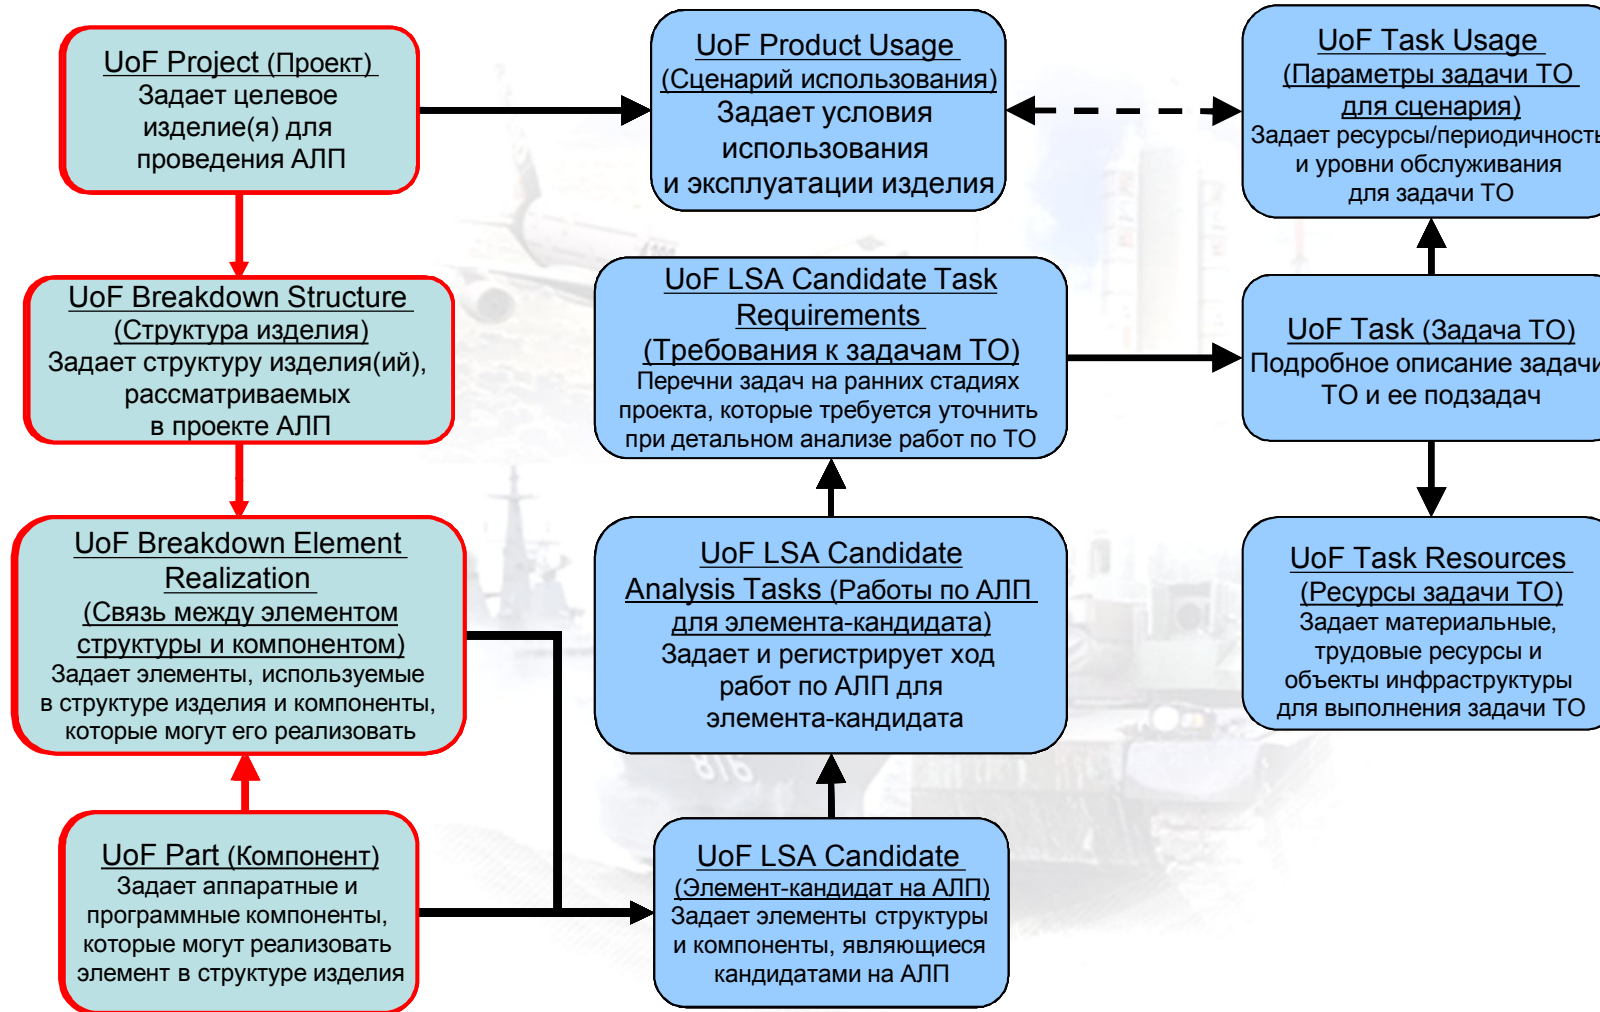 UoF Project (Проект)
Задает целевое
изделие(я) для
проведения АЛП
UoF Breakdown Structure
(Структура изделия)
Задает структуру изделия(ий),
рассматриваемых
в проекте АЛП
UoF Breakdown Element
Realization
(Связь между элементом
структуры и компонентом)
Задает элементы, используемые
в структуре изделия и компоненты,
которые могут его реализовать
UoF Part (Компонент)
Задает аппаратные и
программные компоненты,
которые могут реализовать
элемент в структуре изделия
UoF Product Usage
(Сценарий использования)
Задает условия
использования
и эксплуатации изделия
UoF LSA Candidate Task
Requirements
(Требования к задачам ТО)
Перечни задач на ранних стадиях
проекта, которые требуется уточнить
при детальном анализе работ по ТО
UoF LSA Candidate
Analysis Tasks (Работы по АЛП
для элемента-кандидата)
Задает и регистрирует ход
работ по АЛП для
элемента-кандидата
UoF LSA Candidate
(Элемент-кандидат на АЛП)
Задает элементы структуры
и компоненты, являющиеся
кандидатами на АЛП
UoF Task Usage
(Параметры задачи ТО
для сценария)
Задает ресурсы/периодичность
и уровни обслуживания
для задачи ТО
UoF Task (Задача ТО)
Подробное описание задачи
ТО и ее подзадач
UoF Task Resources
(Ресурсы задачи ТО)
Задает материальные,
трудовые ресурсы и
объекты инфраструктуры
для выполнения задачи ТО
816